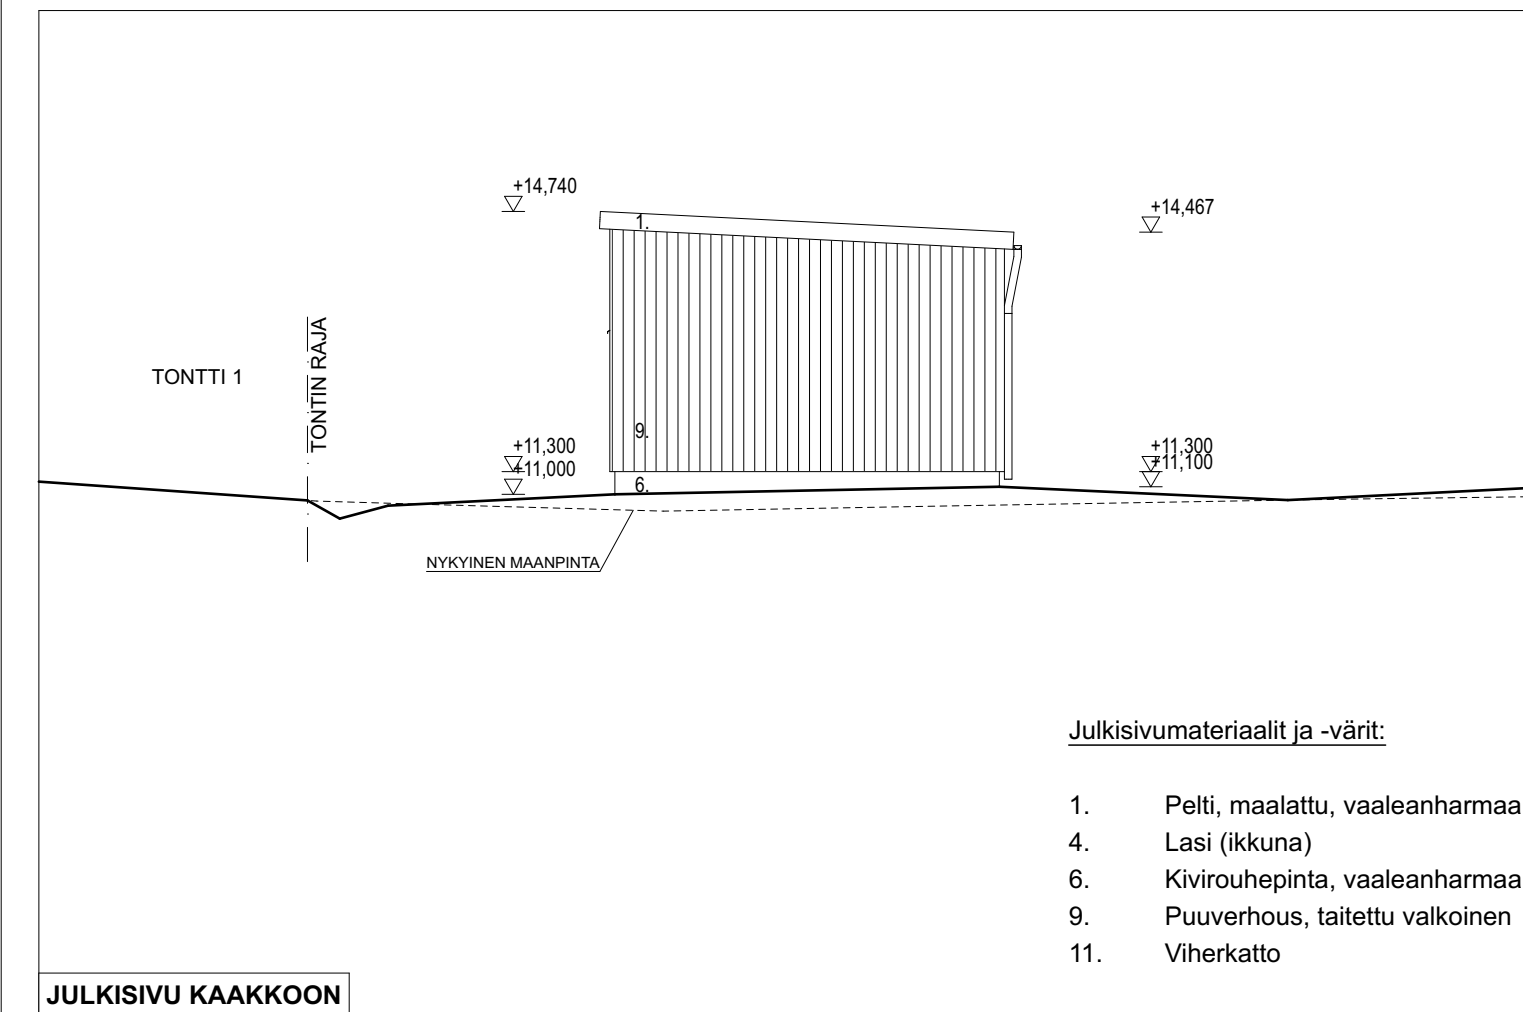 +14,740
+14,467
1.
TONTIN RAJA
TONTTI 1
9.
+11,300
+11,000
+11,300
+11,100
6.
NYKYINEN MAANPINTA
Julkisivumateriaalit ja -värit:
1. Pelti, maalattu, vaaleanharmaa
4. Lasi (ikkuna)
6. Kivirouhepinta, vaaleanharmaa
9. Puuverhous, taitettu valkoinen
11. Viherkatto
JULKISIVU KAAKKOON